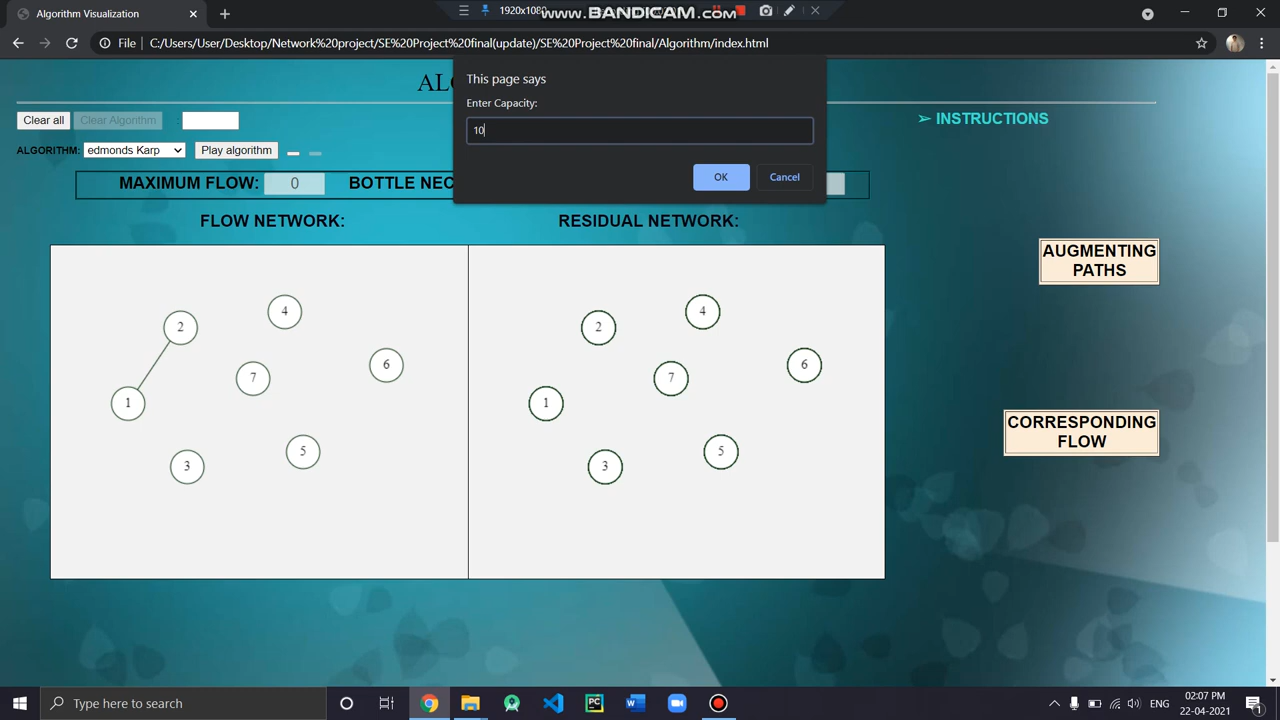 Algorithm Visualization
1920x1080
www.BANDICAM.com
File
C:/Users/User/Desktop/Network%20project/SE%20Project%20final(update)/SE%20Project%20final/Algorithm/index.html
This page says
Enter Capacity:
10
OK
Cancel
Clear all
Clear Algorithm
:
INSTRUCTIONS
ALGORITHM:
edmonds Karp
Play algorithm
MAXIMUM FLOW:
0
BOTTLE NEC
FLOW NETWORK:
RESIDUAL NETWORK:
4
2
6
7
1
5
3
4
2
6
7
1
5
3
AUGMENTING
PATHS
CORRESPONDING
FLOW
Type here to search
PC
W
ENG
02:07 PM
22-04-2021
1